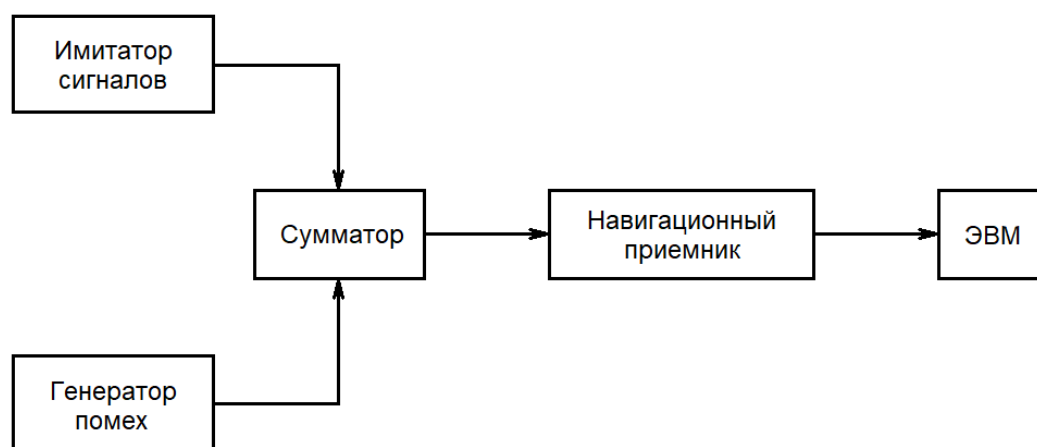 Имитатор
сигналов
Сумматор
Навигационный
приемник
ЭВМ
Генератор
помех